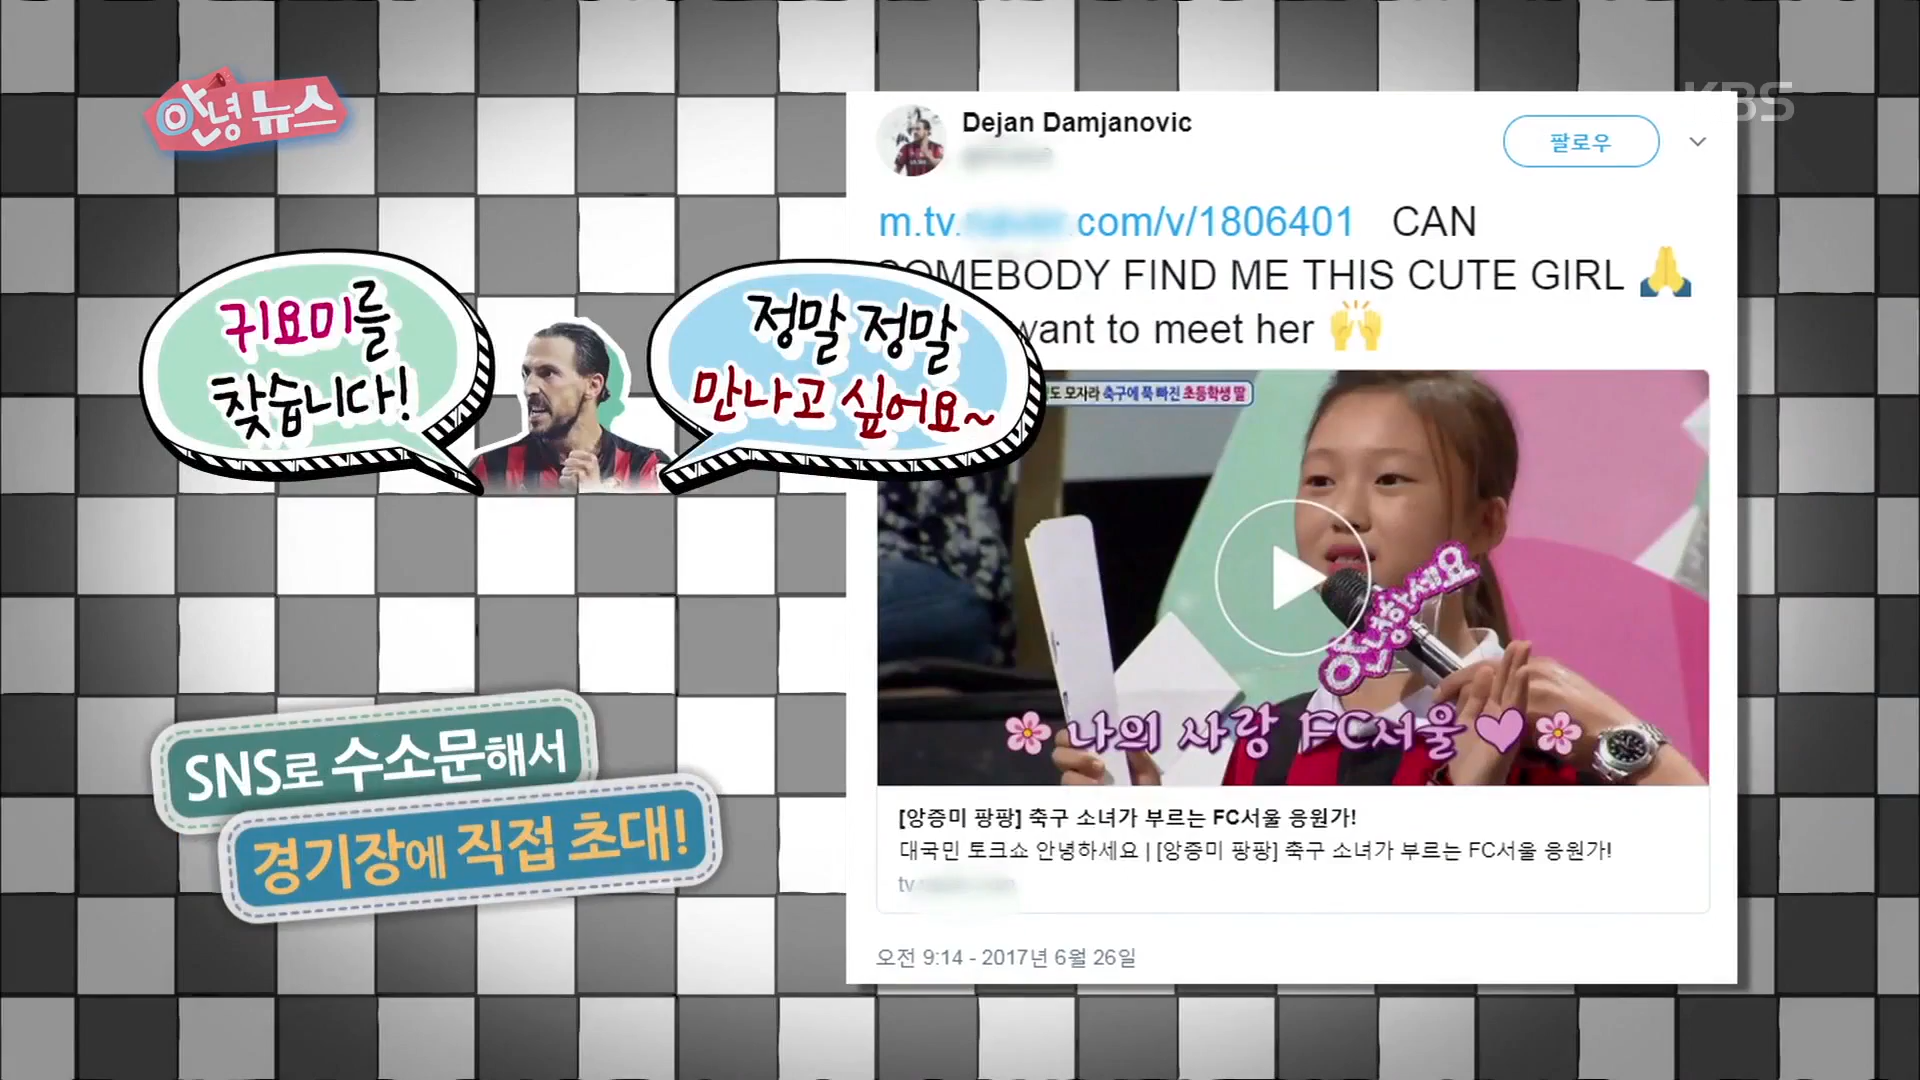 안녕 뉴스
KBS
Dejan Damjanovic
팔로우
m.tv. .com/v/1806401 CAN
SOMEBODY FIND ME THIS CUTE GIRL 🙏
want to meet her 🙌
귀요미를
찾습니다!
정말 정말
만나고 싶어요~
도 모자라 축구에 푹 빠진 초등학생 딸
안녕하세요
나의 사랑 FC서울
SNS로 수소문해서
경기장에 직접 초대!
[앙증미 팡팡] 축구 소녀가 부르는 FC서울 응원가!
대국민 토크쇼 안녕하세요 | [앙증미 팡팡] 축구 소녀가 부르는 FC서울 응원가!
tv.
오전 9:14 - 2017년 6월 26일